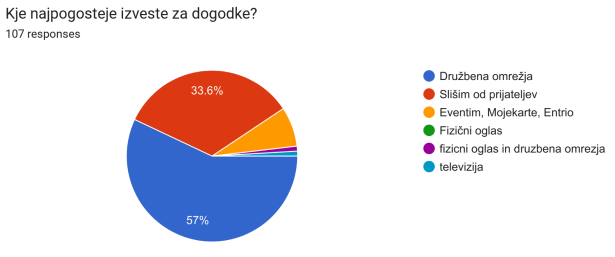 Kje najpogosteje izveste za dogodke?
107 responses
33.6%
57%
Družbena omrežja
Slišim od prijateljev
Eventim, Mojekarte, Entrio
Fizični oglas
fizicni oglas in druzbena omrezja
televizija